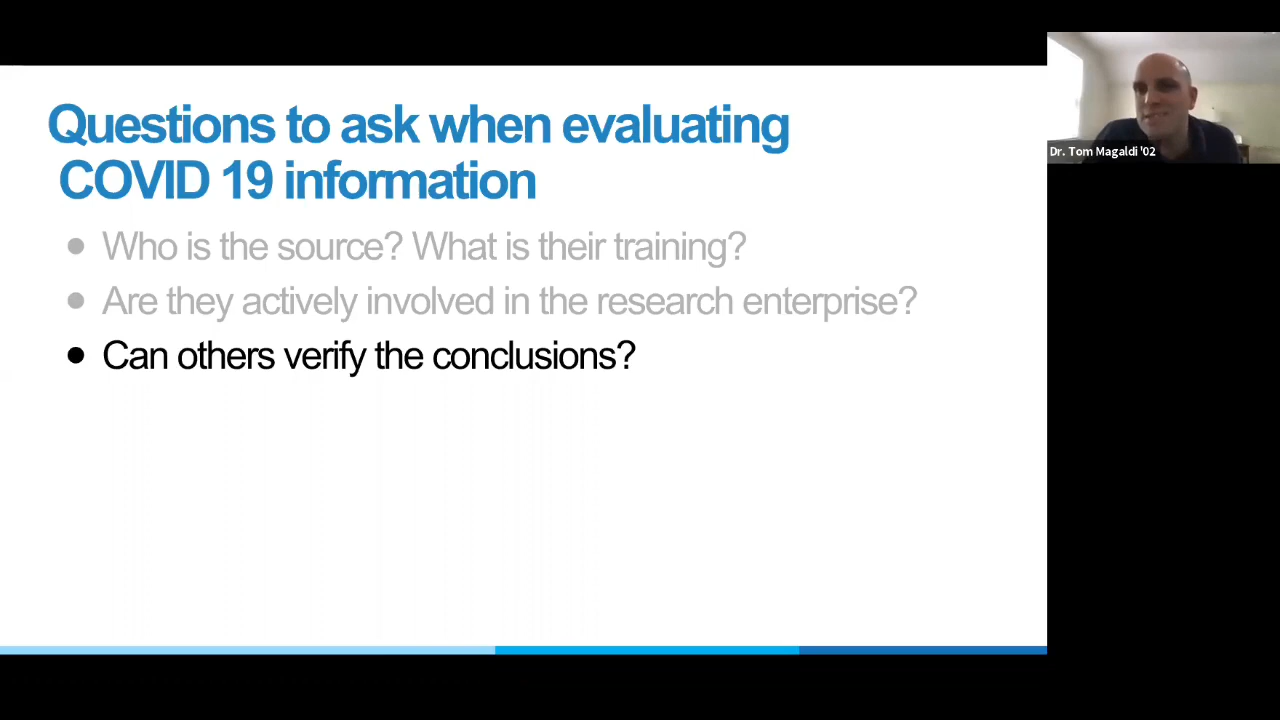 Questions to ask when evaluating
COVID 19 information
● Who is the source? What is their training?
● Are they actively involved in the research enterprise?
● Can others verify the conclusions?
Dr. Tom Magaldi '02